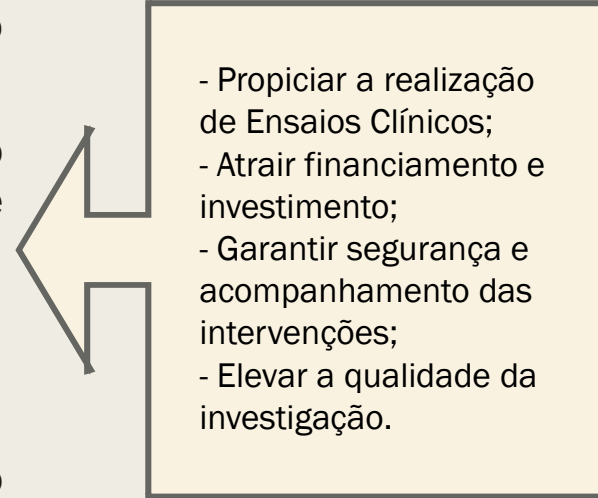 - Propiciar a realização
de Ensaios Clínicos;
- Atrair financiamento e
investimento;
- Garantir segurança e
acompanhamento das
intervenções;
- Elevar a qualidade da
investigação.